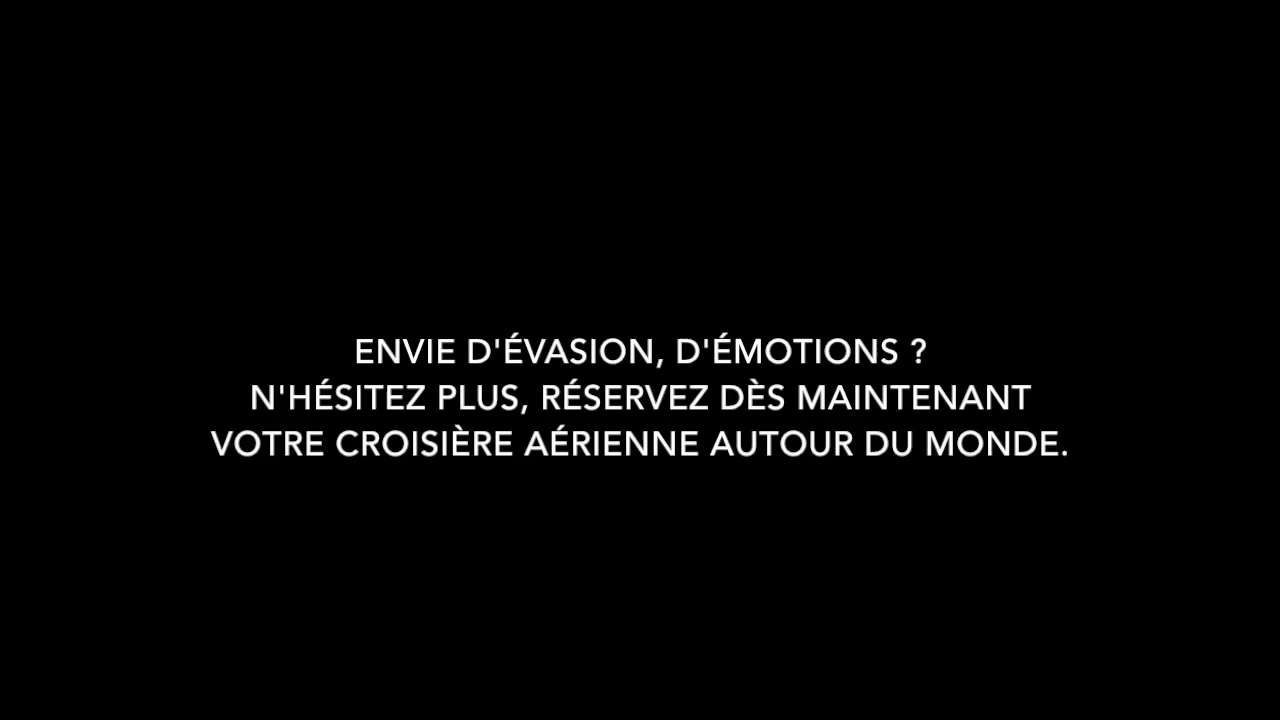 ENVIE D'ÉVASION, D'ÉMOTIONS ?
N'HÉSITEZ PLUS, RÉSERVEZ DÈS MAINTENANT
VOTRE CROISIÈRE AÉRIENNE AUTOUR DU MONDE.